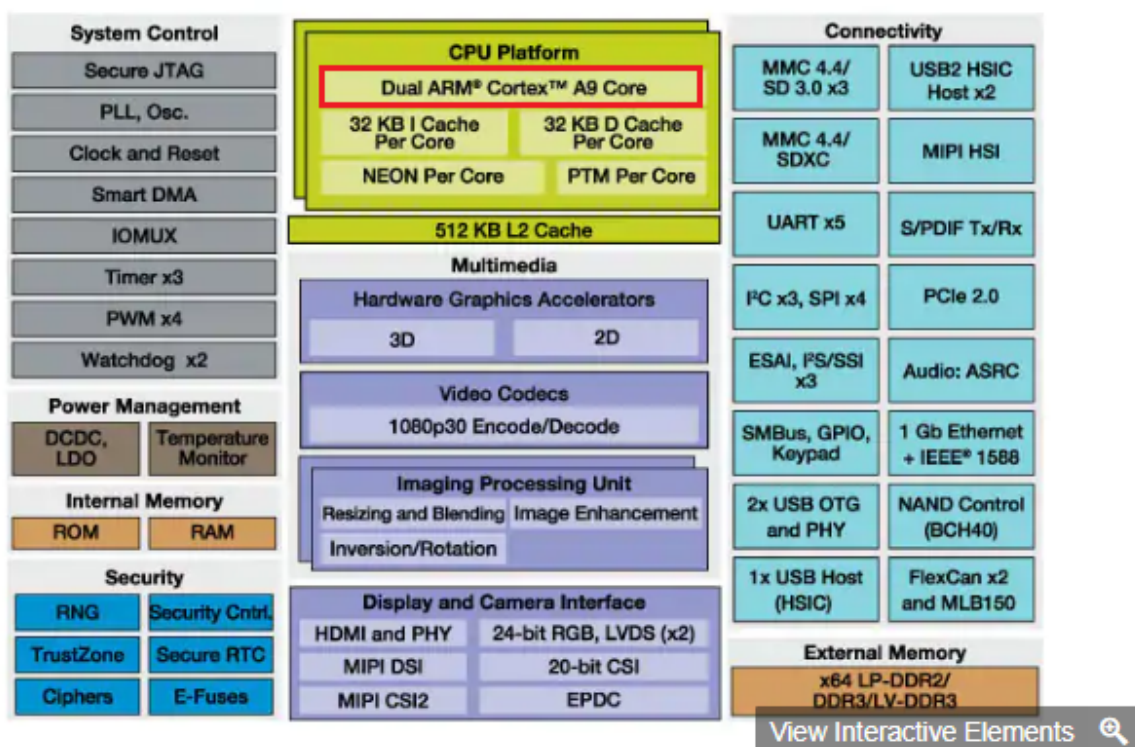 System Control
Secure JTAG
PLL, Osc.
Clock and Reset
Smart DMA
IOMUX
Timer x3
PWM x4
Watchdog x2
Power Management
DCDC,
LDO
Temperature
Monitor
Internal Memory
ROM
RAM
Security
RNG
Security Cntrl.
TrustZone
Secure RTC
Ciphers
E-Fuses
CPU Platform
Dual ARM® Cortex™ A9 Core
32 KB I Cache
Per Core
32 KB D Cache
Per Core
NEON Per Core
PTM Per Core
512 KB L2 Cache
Multimedia
Hardware Graphics Accelerators
3D
2D
Video Codecs
1080p30 Encode/Decode
Imaging Processing Unit
Resizing and Blending
Image Enhancement
Inversion/Rotation
Display and Camera Interface
HDMI and PHY
24-bit RGB, LVDS (x2)
MIPI DSI
20-bit CSI
MIPI CSI2
EPDC
Connectivity
MMC 4.4/
SD 3.0 x3
USB2 HSIC
Host x2
MMC 4.4/
SDXC
MIPI HSI
UART x5
S/PDIF Tx/Rx
I²C x3, SPI x4
PCIe 2.0
ESAI, I²S/SSI
x3
Audio: ASRC
SMBus, GPIO,
Keypad
1 Gb Ethernet
+ IEEE® 1588
2x USB OTG
and PHY
NAND Control
(BCH40)
1x USB Host
(HSIC)
FlexCan x2
and MLB150
External Memory
x64 LP-DDR2/
DDR3/LV-DDR3
View Interactive Elements